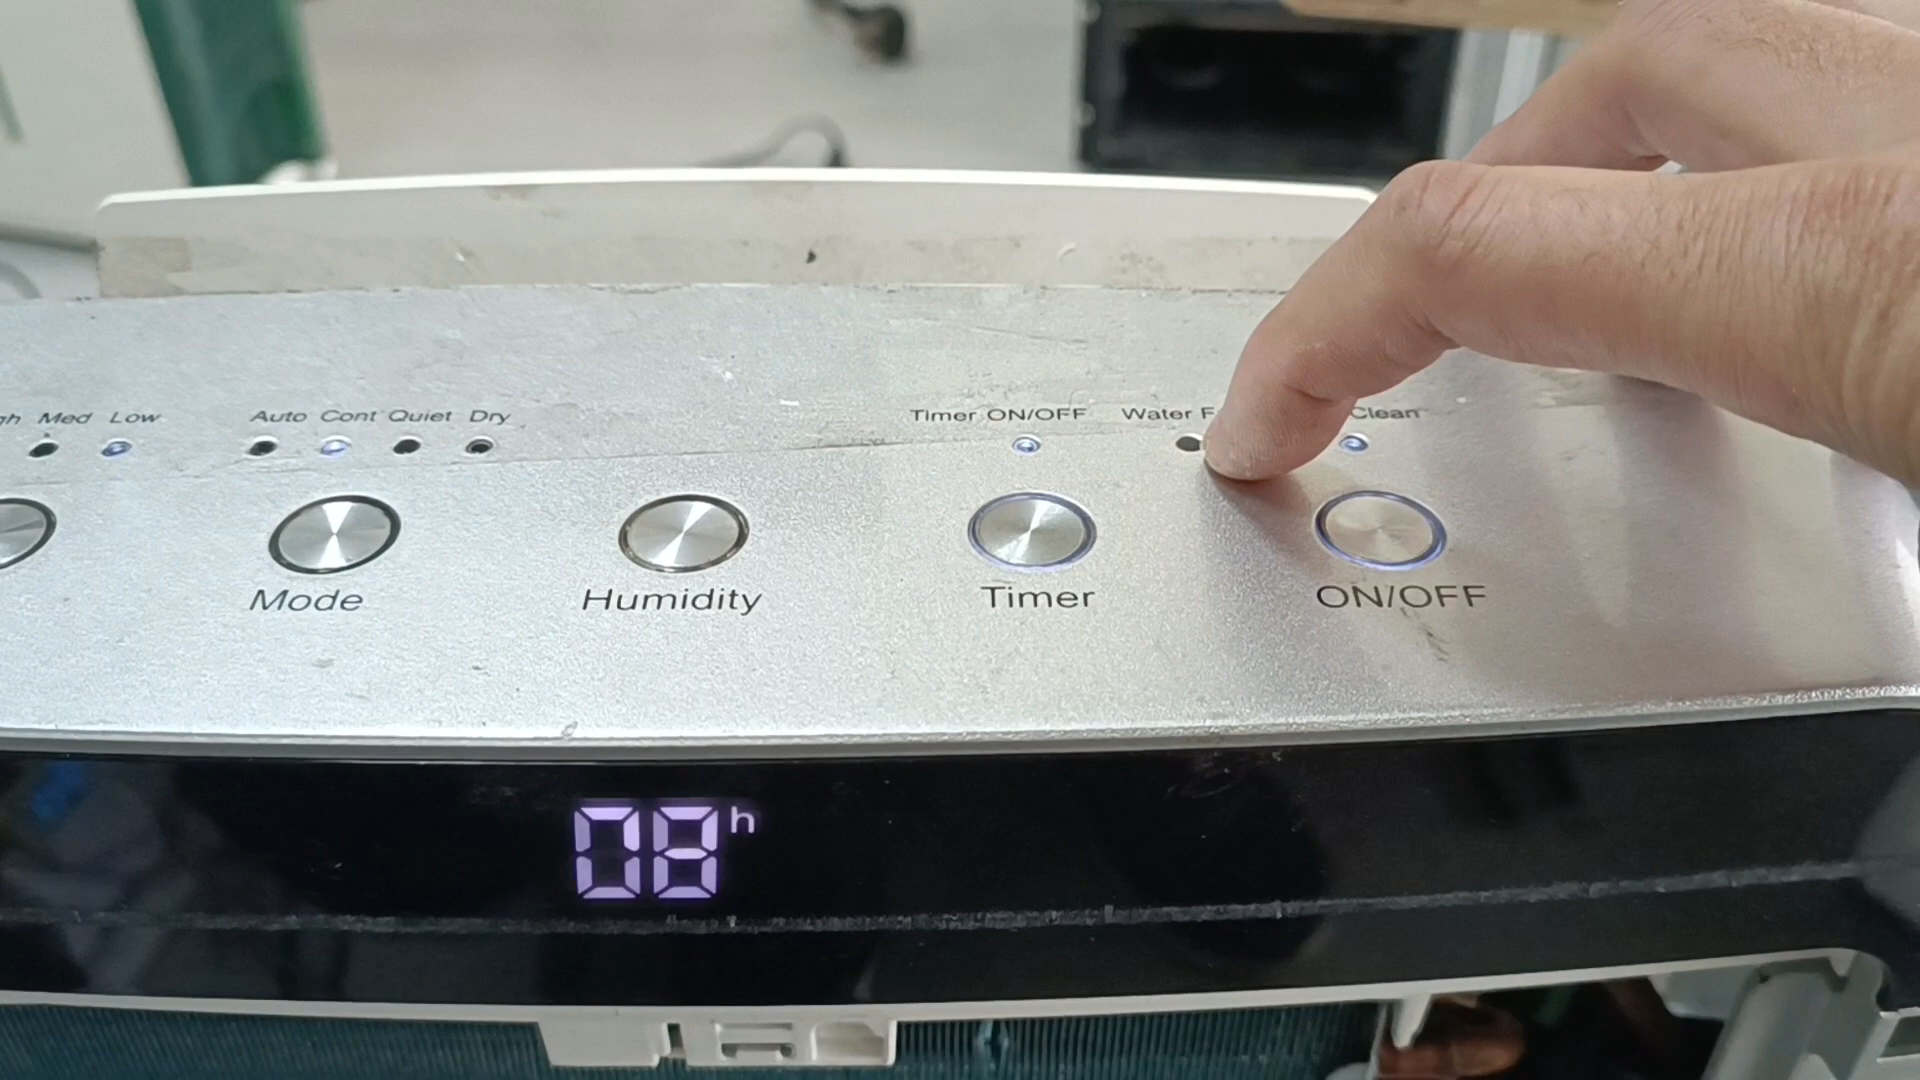 Med Low
Auto Cont Quiet Dry
Timer ON/OFF Water
Clean
Mode
Humidity
Timer
ON/OFF
08h